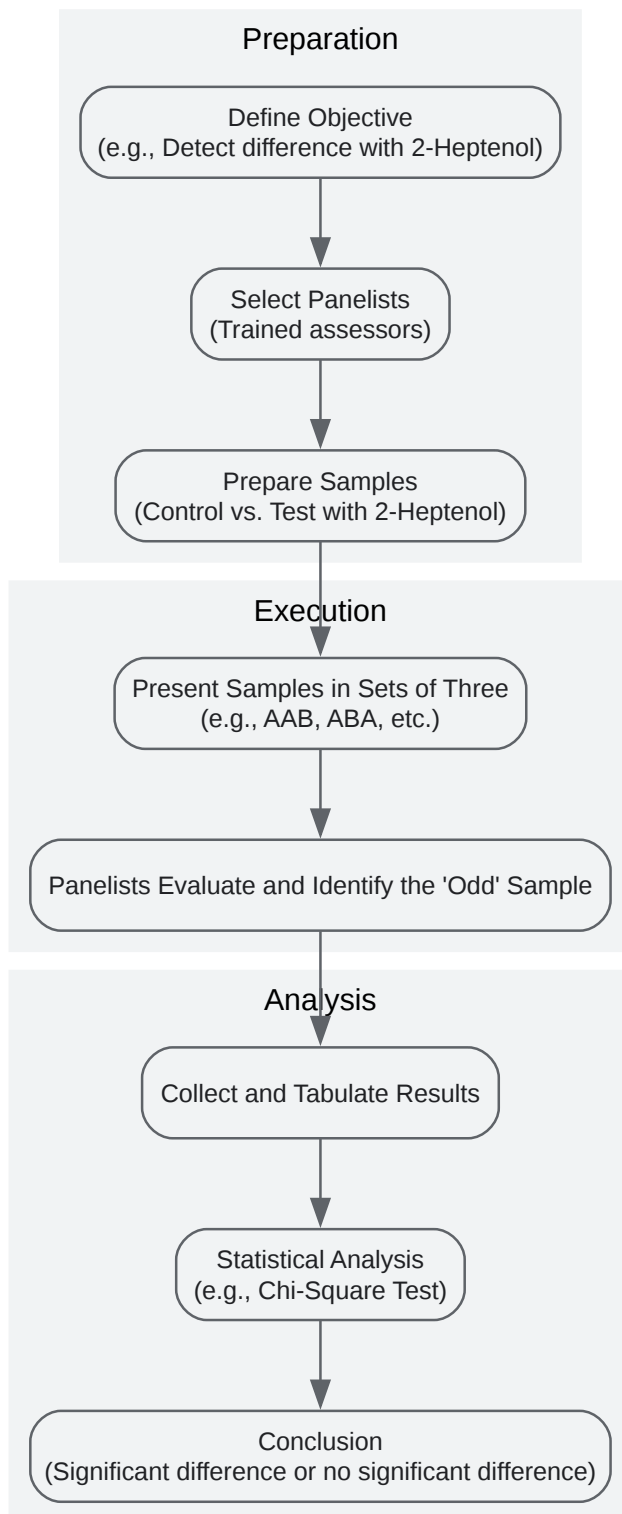 Preparation
Define Objective
(e.g., Detect difference with 2-Heptenol)
Select Panelists
(Trained assessors)
Prepare Samples
(Control vs. Test with 2-Heptenol)
Execution
Present Samples in Sets of Three
(e.g., AAB, ABA, etc.)
Panelists Evaluate and Identify the 'Odd' Sample
Analysis
Collect and Tabulate Results
Statistical Analysis
(e.g., Chi-Square Test)
Conclusion
(Significant difference or no significant difference)